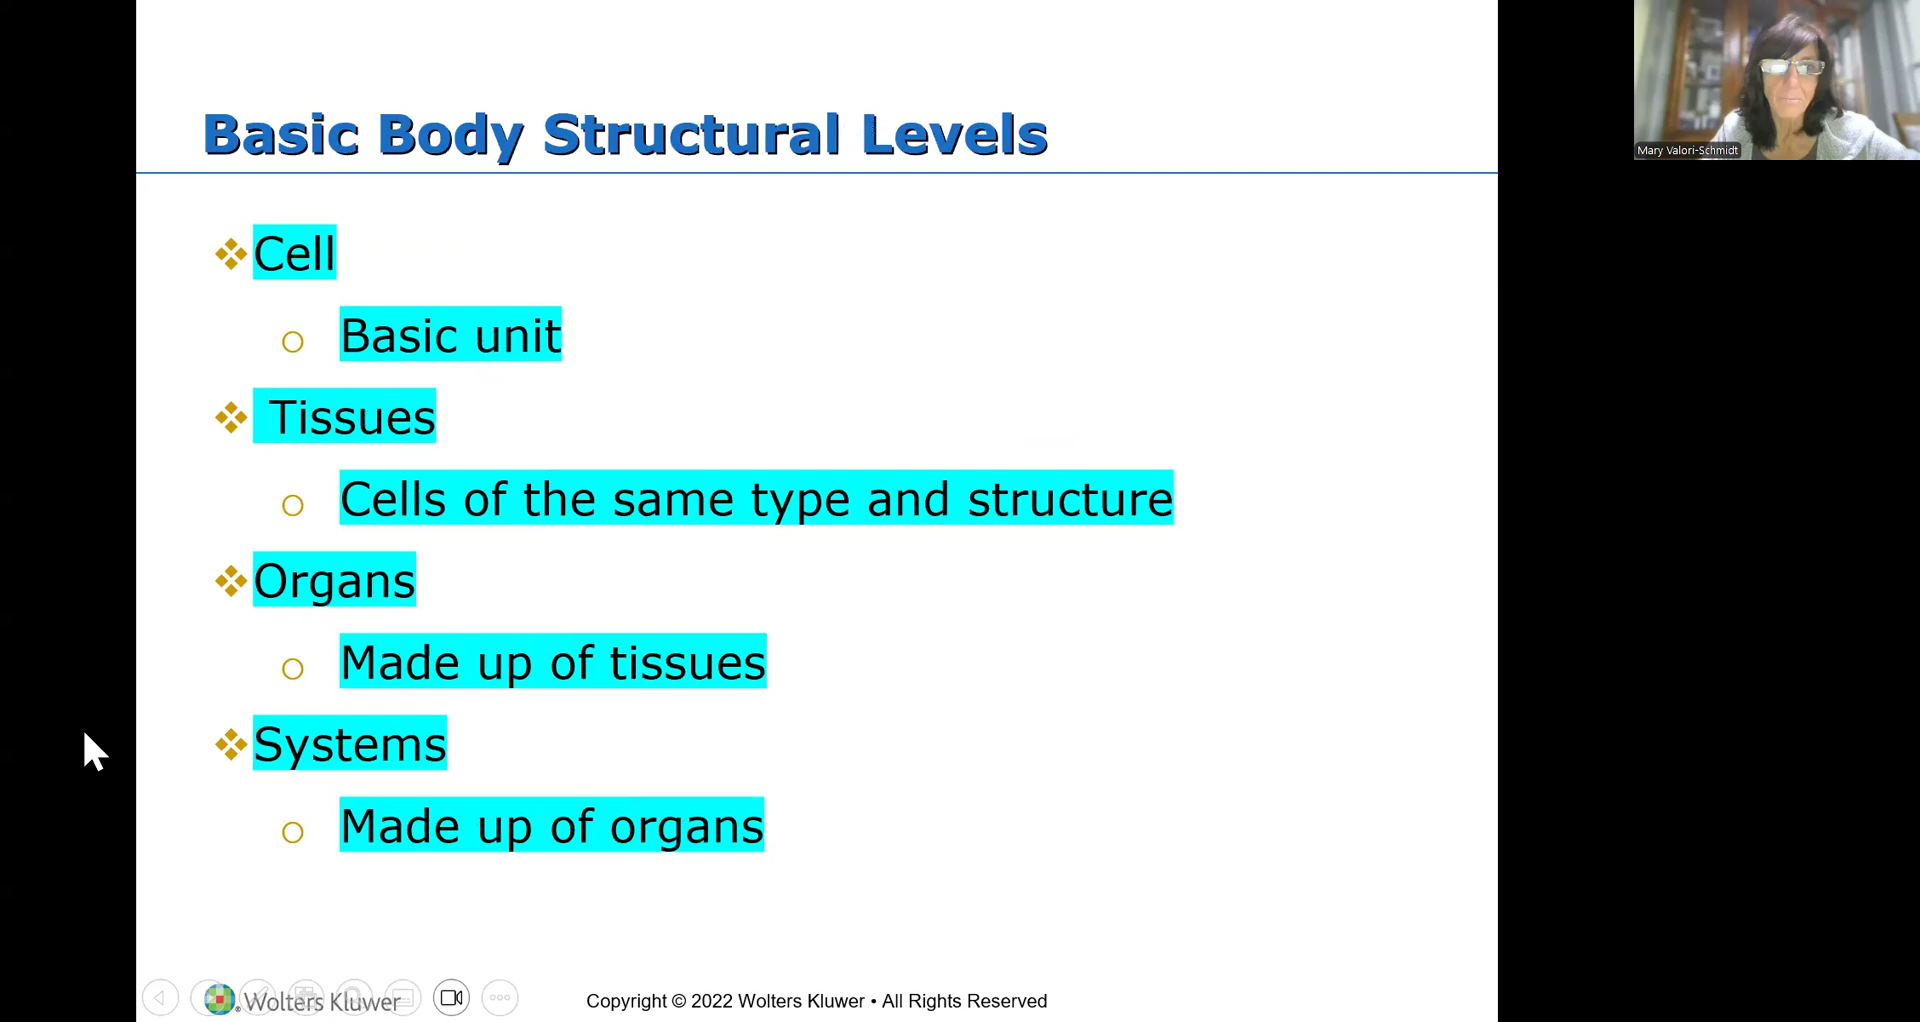 Basic Body Structural Levels
Cell
Basic unit
Tissues
Cells of the same type and structure
Organs
Made up of tissues
Systems
Made up of organs
Wolters Kluwer
Copyright © 2022 Wolters Kluwer • All Rights Reserved
Mary Valori-Schmidt